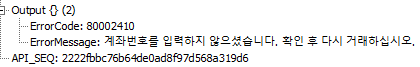 Output {} (2)
ErrorCode: 80002410
ErrorMessage: 계좌번호를 입력하지 않으셨습니다. 확인 후 다시 거래하십시오.
API_SEQ: 2222fbbc76b64de0ad8f97d568a319d6